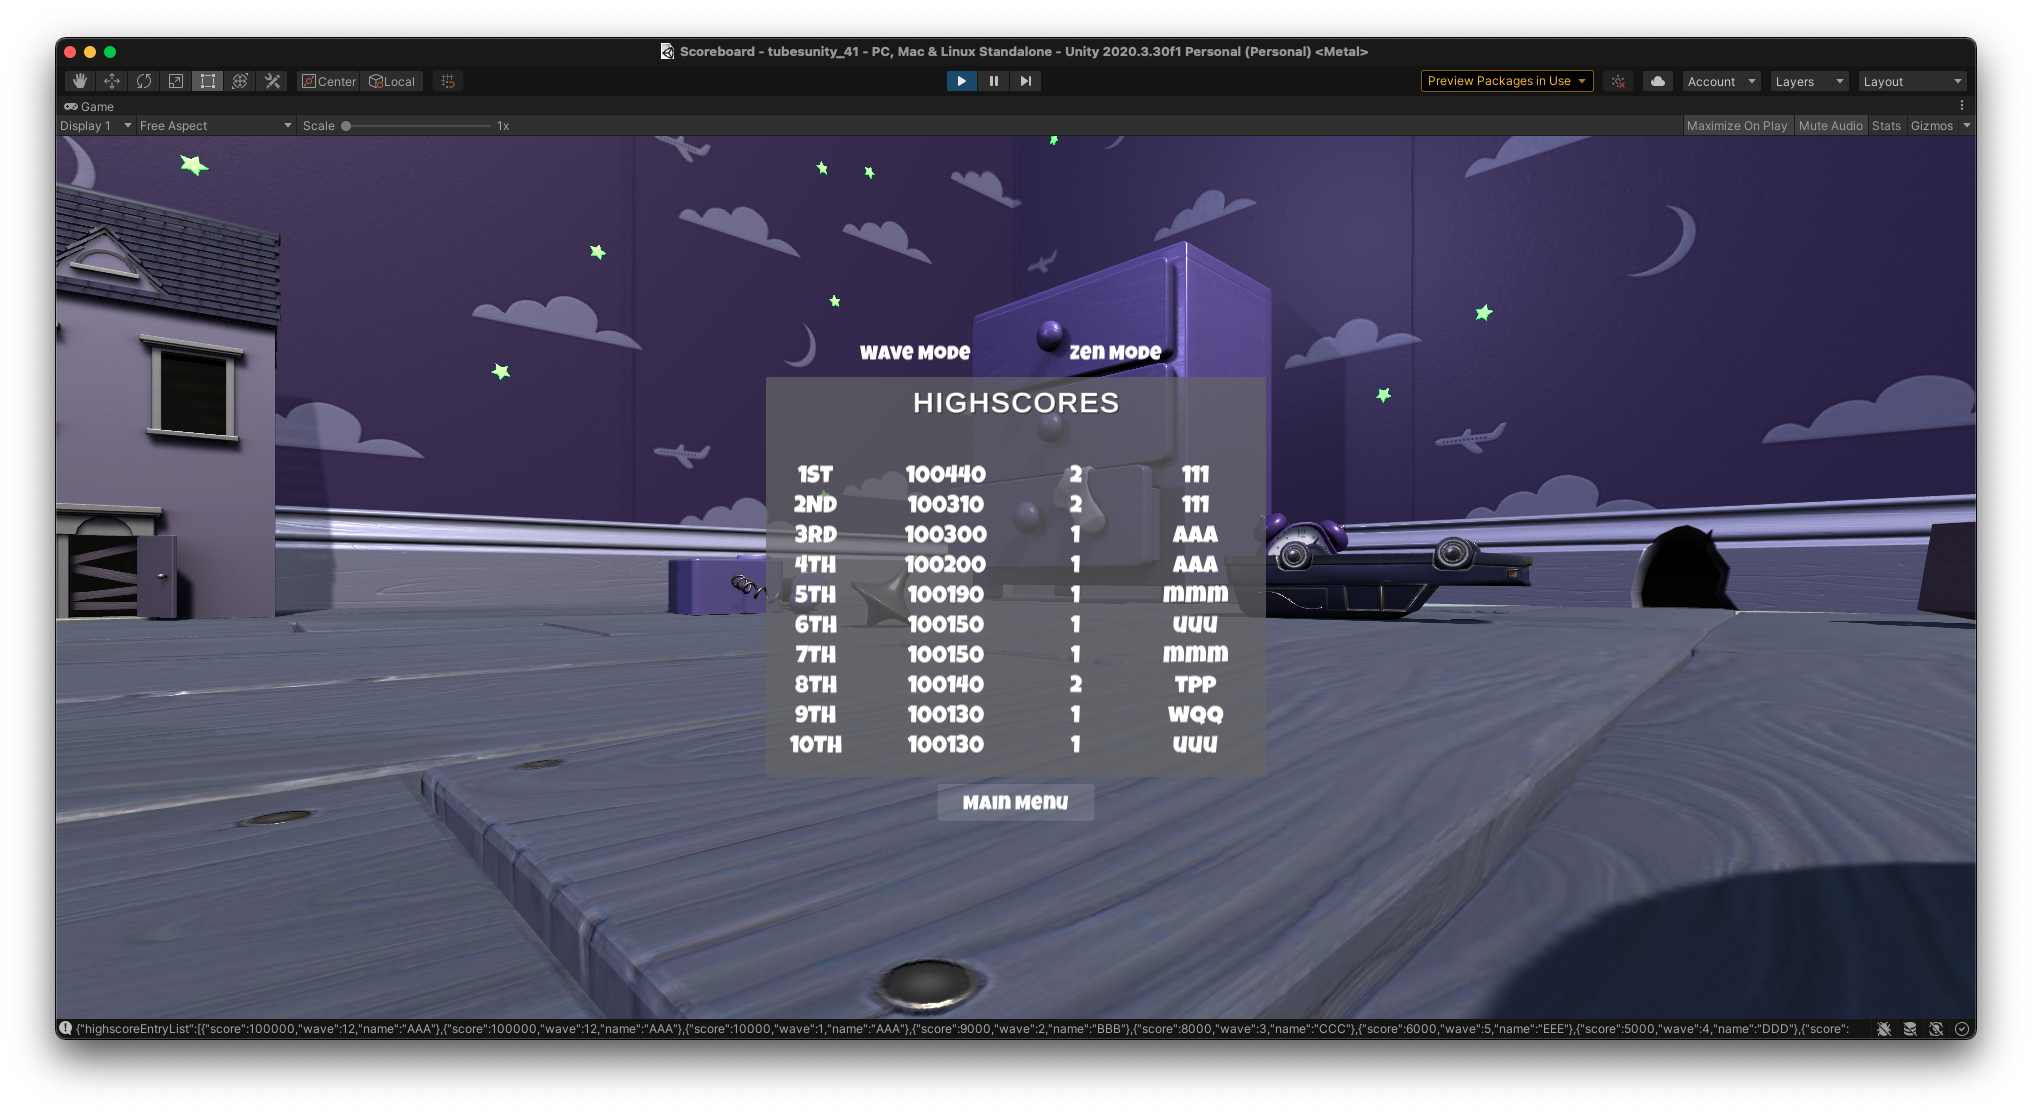 Scoreboard - tubesunity_41 - PC, Mac & Linux Standalone - Unity 2020.3.30f1 Personal (Personal) <Metal>
Center Local Preview Packages in Use Account Layers Layout
Game
Display 1 Free Aspect Scale 1x Maximize On Play Mute Audio Stats Gizmos
Wave Mode Zen Mode
HIGHSCORES
1ST 100440 2 111
2ND 100310 2 111
3RD 100300 1 AAA
4TH 100200 1 AAA
5TH 100190 1 mmm
6TH 100150 1 uuu
7TH 100150 1 mmm
8TH 100140 2 TPP
9TH 100130 1 WQQ
10TH 100130 1 uuu
Main Menu
{"highscoreEntryList":[{"score":100000,"wave":12,"name":"AAA"},{"score":100000,"wave":12,"name":"AAA"},{"score":10000,"wave":1,"name":"AAA"},{"score":9000,"wave":2,"name":"BBB"},{"score":8000,"wave":3,"name":"CCC"},{"score":6000,"wave":5,"name":"EEE"},{"score":5000,"wave":4,"name":"DDD"},{"score":